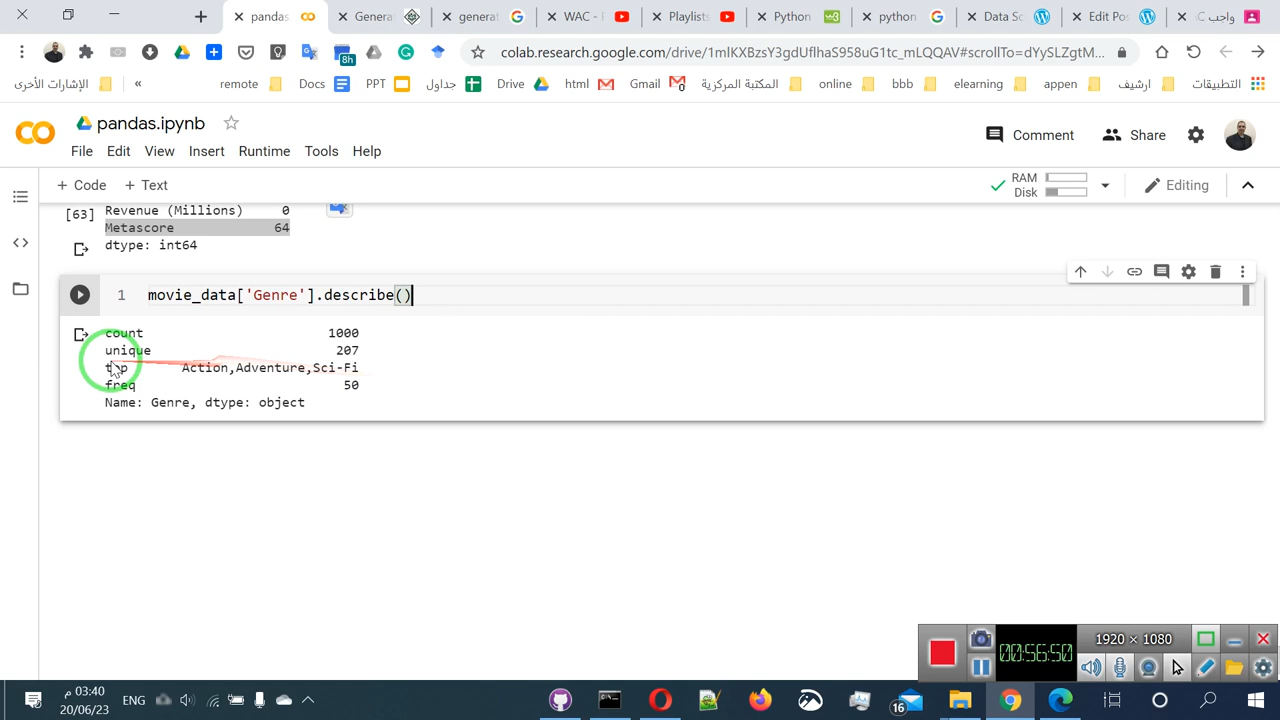 pandas
Genera
generat
WAC - F
Playlists
Python
python
Data Sc
Edit Pos
واجب C
8h
colab.research.google.com/drive/1mlKXBzsY3gdUflhaS958uG1tc_mLQQAV#scrollTo=dYySLZgtM...
الإشارات الأخرى
«
remote
Docs
PPT
جداول
Drive
html
Gmail
المكتبة المركزية
online
bbb
elearning
appen
ارشيف
التطبيقات
pandas.ipynb
Comment
Share
File Edit View Insert Runtime Tools Help
+ Code + Text
RAM
Disk
Editing
[63] Revenue (Millions) 0
Metascore 64
dtype: int64
1 movie_data['Genre'].describe()
count 1000
unique 207
top Action,Adventure,Sci-Fi
freq 50
Name: Genre, dtype: object
00:56:50
1920 × 1080
03:40 م
20/06/23
ENG
16